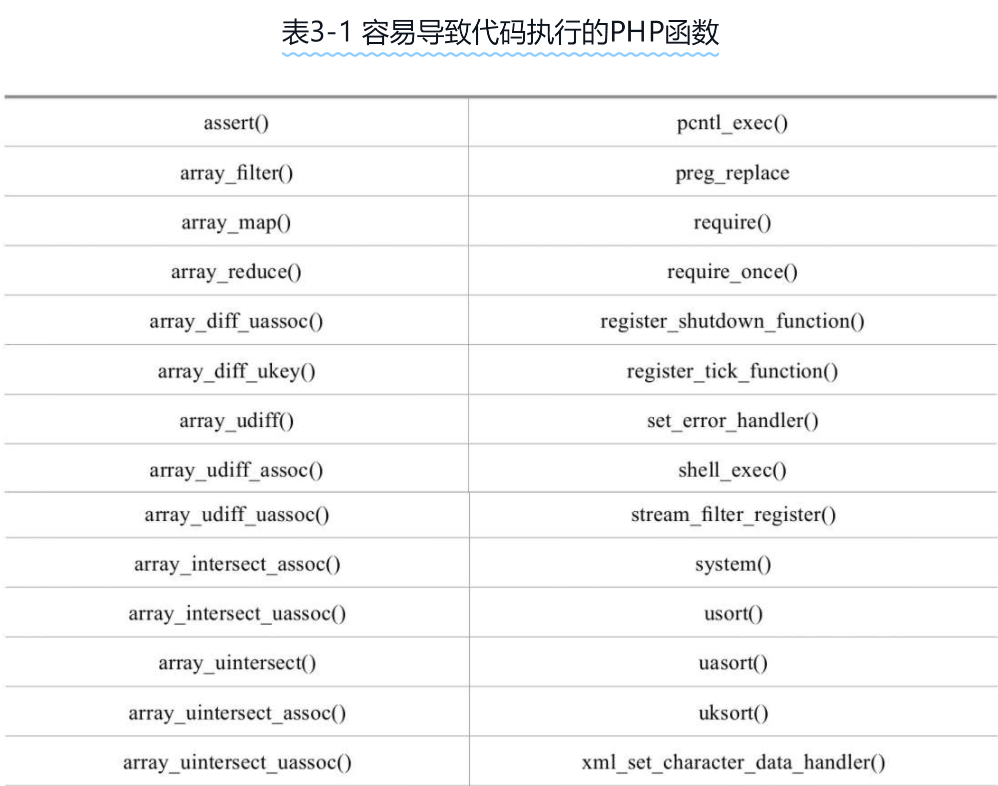 表3-1 容易导致代码执行的PHP函数
assert() pcntl_exec()
array_filter() preg_replace
array_map() require()
array_reduce() require_once()
array_diff_uassoc() register_shutdown_function()
array_diff_ukey() register_tick_function()
array_udiff() set_error_handler()
array_udiff_assoc() shell_exec()
array_udiff_uassoc() stream_filter_register()
array_intersect_assoc() system()
array_intersect_uassoc() usort()
array_uintersect() uasort()
array_uintersect_assoc() uksort()
array_uintersect_uassoc() xml_set_character_data_handler()